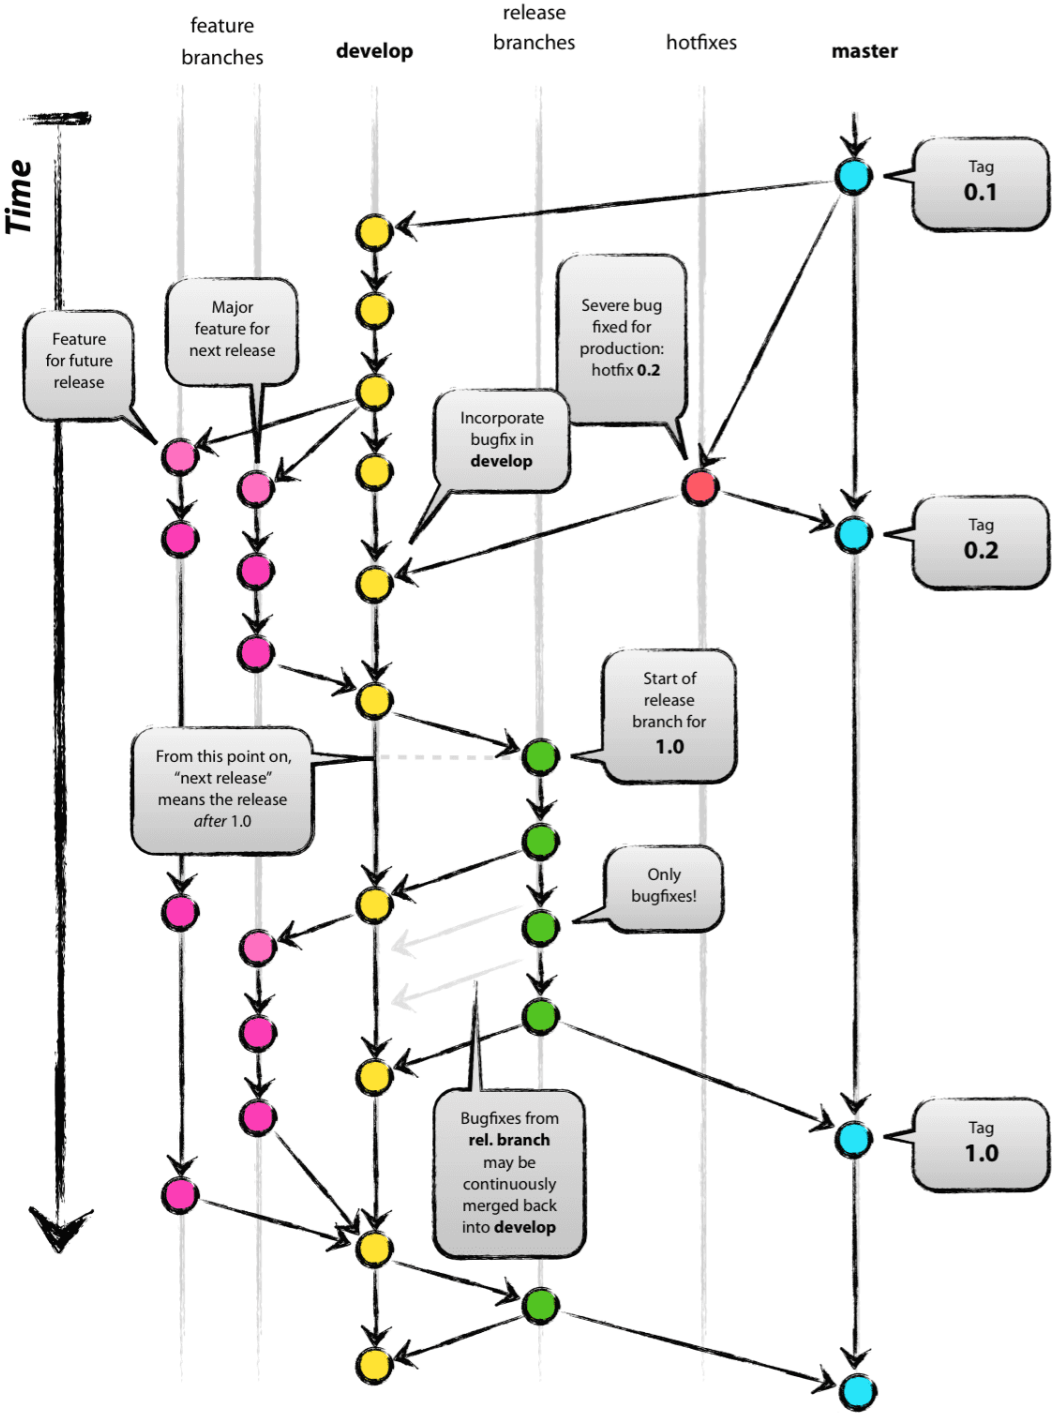 feature
branches
develop
release
branches
hotfixes
master
Time
Tag
0.1
Major
feature for
next release
Feature
for future
release
Severe bug
fixed for
production:
hotfix 0.2
Incorporate
bugfix in
develop
Tag
0.2
Start of
release
branch for
1.0
From this point on,
“next release”
means the release
after 1.0
Only
bugfixes!
Bugfixes from
rel. branch
may be
continuously
merged back
into develop
Tag
1.0